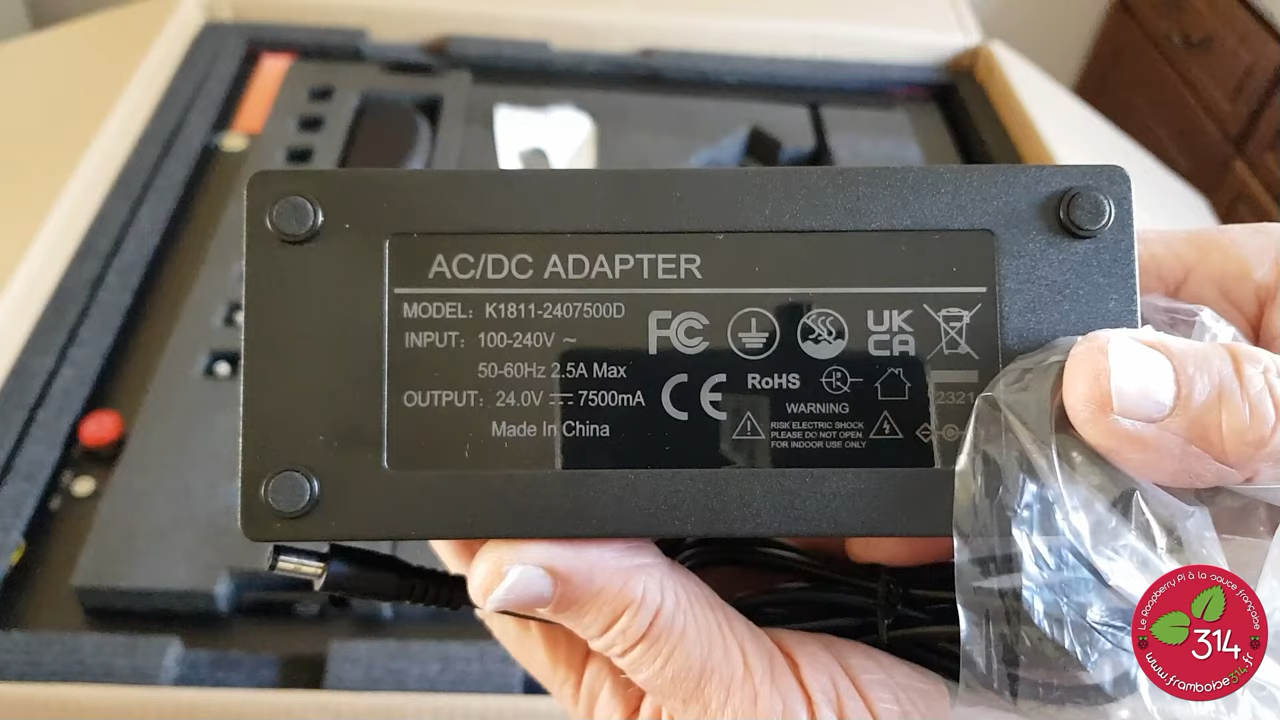 AC/DC ADAPTER
MODEL: K1811-2407500D
INPUT: 100-240V ~
50-60Hz 2.5A Max
OUTPUT: 24.0V ⎓ 7500mA
Made In China
FC
UK
CA
CE
RoHS
WARNING
RISK ELECTRIC SHOCK
PLEASE DO NOT OPEN
FOR INDOOR USE ONLY
2321
Le Raspberry Pi à la sauce française
314
www.framboise314.fr